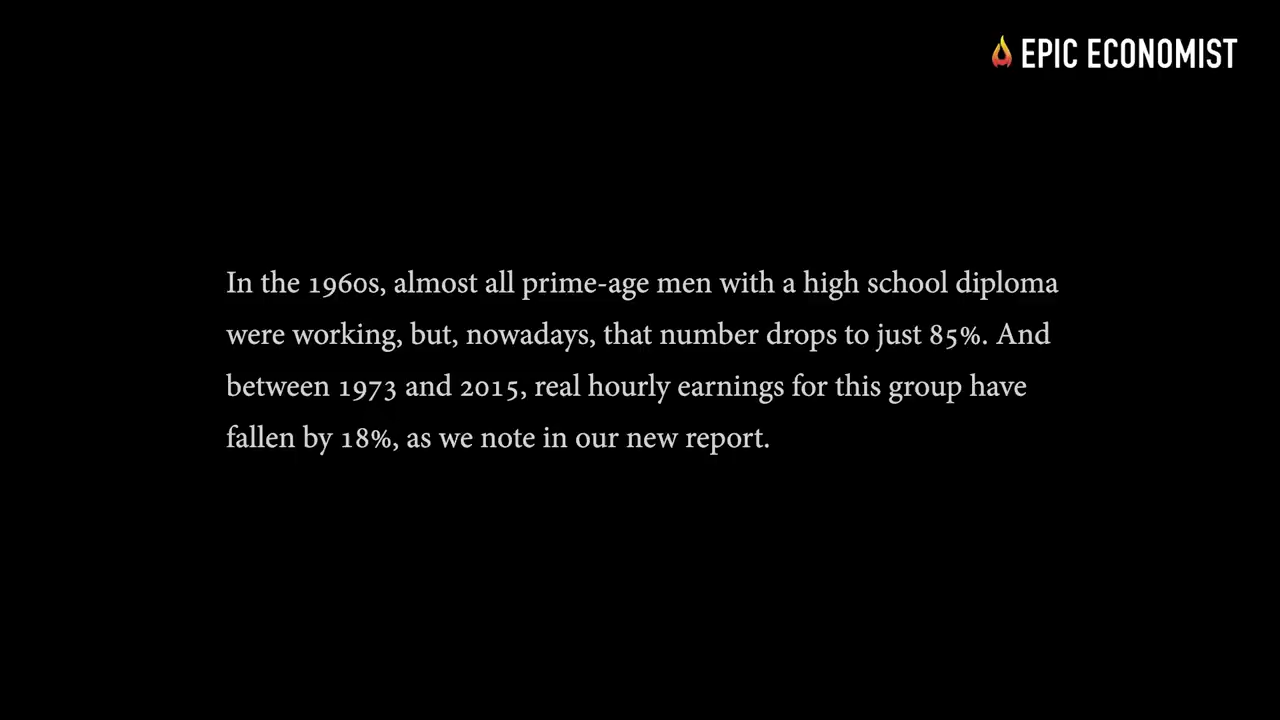 EPIC ECONOMIST
In the 1960s, almost all prime-age men with a high school diploma
were working, but, nowadays, that number drops to just 85%. And
between 1973 and 2015, real hourly earnings for this group have
fallen by 18%, as we note in our new report.